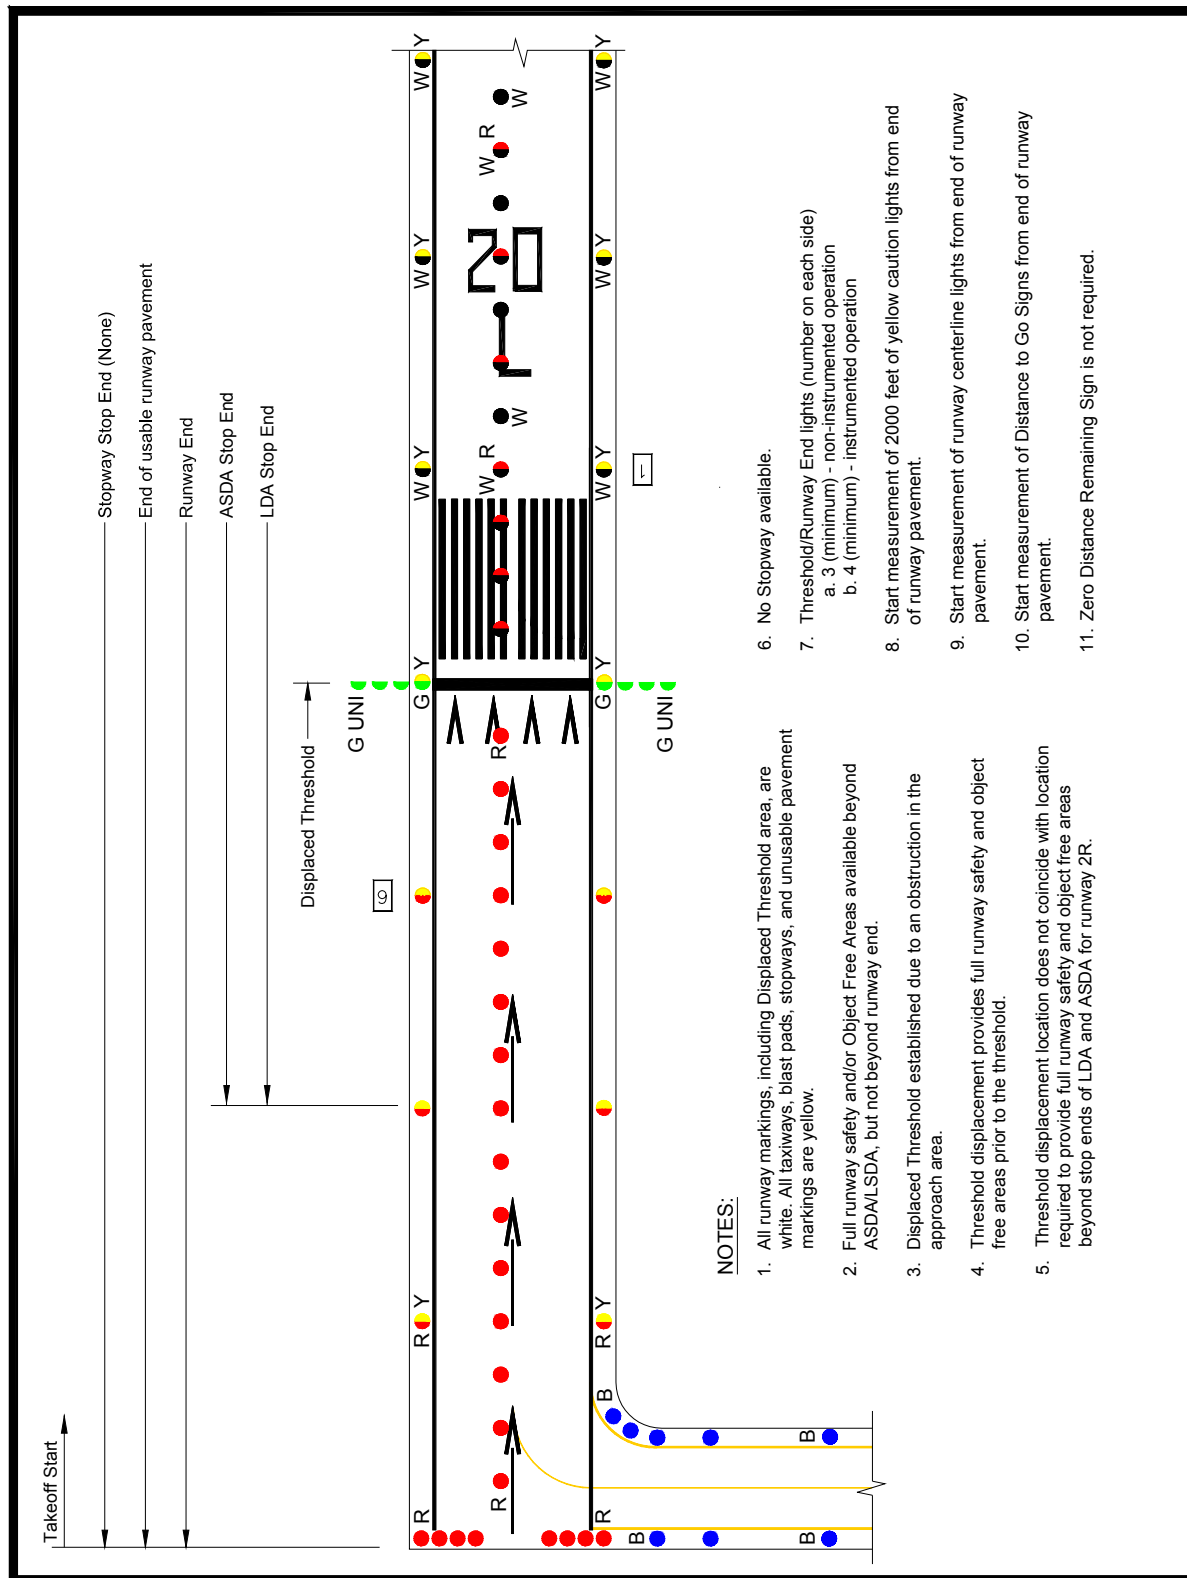 Takeoff Start
Stopway Stop End (None)
End of usable runway pavement
Runway End
ASDA Stop End
LDA Stop End
Displaced Threshold
G UNI
9
R R Y G Y W Y W Y W Y
R R W R W R
L 20
W W
R R Y G Y W Y W Y W Y
B B
1
G UNI
B B
NOTES:
1. All runway markings, including Displaced Threshold area, are
white. All taxiways, blast pads, stopways, and unusable pavement
markings are yellow.
2. Full runway safety and/or Object Free Areas available beyond
ASDA/LSDA, but not beyond runway end.
3. Displaced Threshold established due to an obstruction in the
approach area.
4. Threshold displacement provides full runway safety and object
free areas prior to the threshold.
5. Threshold displacement location does not coincide with location
required to provide full runway safety and object free areas
beyond stop ends of LDA and ASDA for runway 2R.
6. No Stopway available.
7. Threshold/Runway End lights (number on each side)
a. 3 (minimum) - non-instrumented operation
b. 4 (minimum) - instrumented operation
8. Start measurement of 2000 feet of yellow caution lights from end
of runway pavement.
9. Start measurement of runway centerline lights from end of runway
pavement.
10. Start measurement of Distance to Go Signs from end of runway
pavement.
11. Zero Distance Remaining Sign is not required.